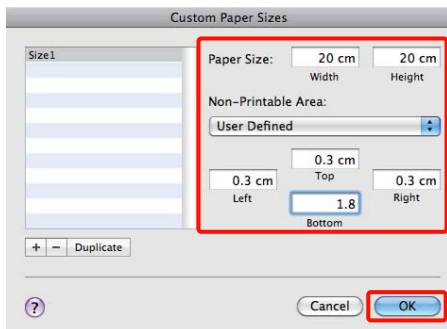 Custom Paper Sizes
Size1
Paper Size: 20 cm 20 cm
Width Height
Non-Printable Area:
User Defined
0.3 cm
Top
0.3 cm 0.3 cm
Left Right
1.8
Bottom
+ − Duplicate
? Cancel OK